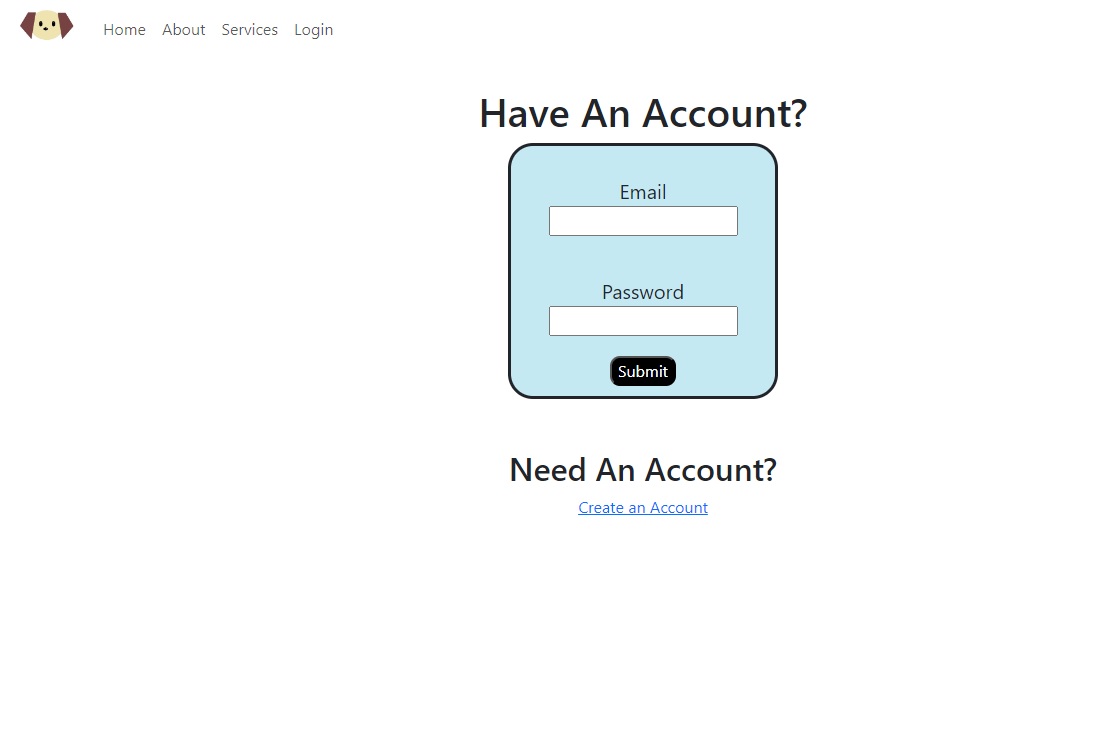 Home About Services Login
Have An Account?
Email
Password
Submit
Need An Account?
Create an Account